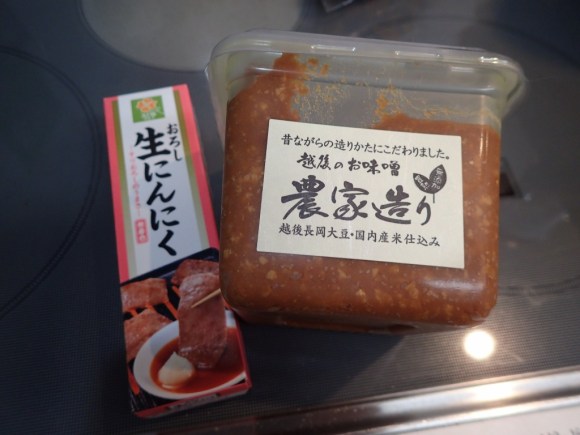 おろし
生にんにく
昔ながらの造りかたにこだわりました。
越後のお味噌
農家造り
越後長岡大豆・国内産米仕込み